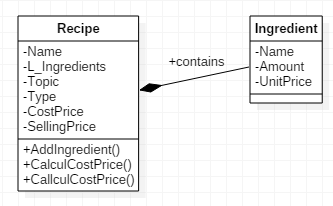 Recipe
-Name
-L_Ingredients
-Topic
-Type
-CostPrice
-SellingPrice
+AddIngredient()
+CalculCostPrice()
+CallculCostPrice()
+contains
Ingredient
-Name
-Amount
-UnitPrice